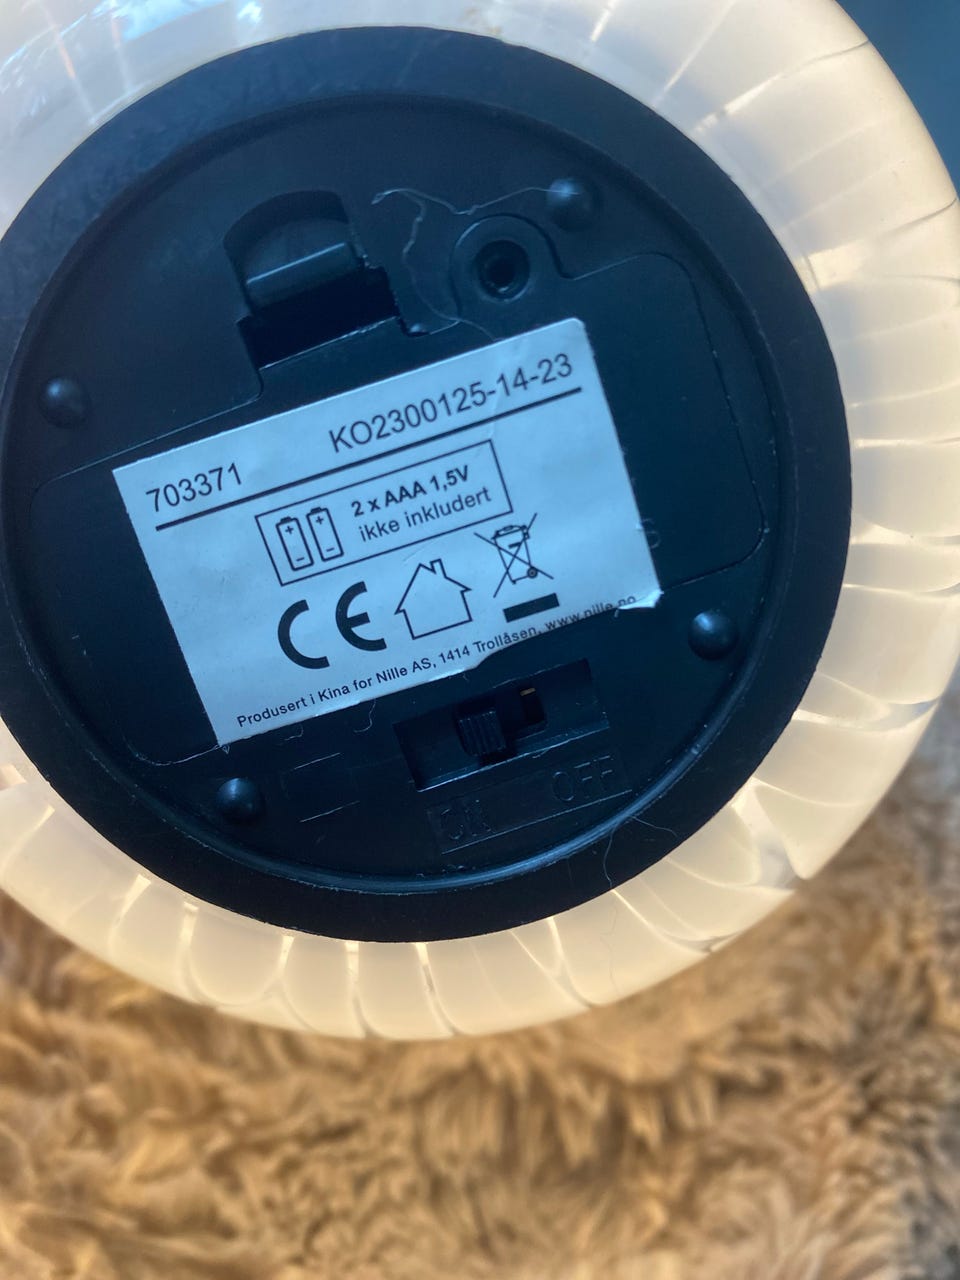 703371 KO2300125-14-23
2 x AAA 1,5V
ikke inkludert
CE
Produsert i Kina for Nille AS, 1414 Trollåsen, www.nille.no
ON OFF